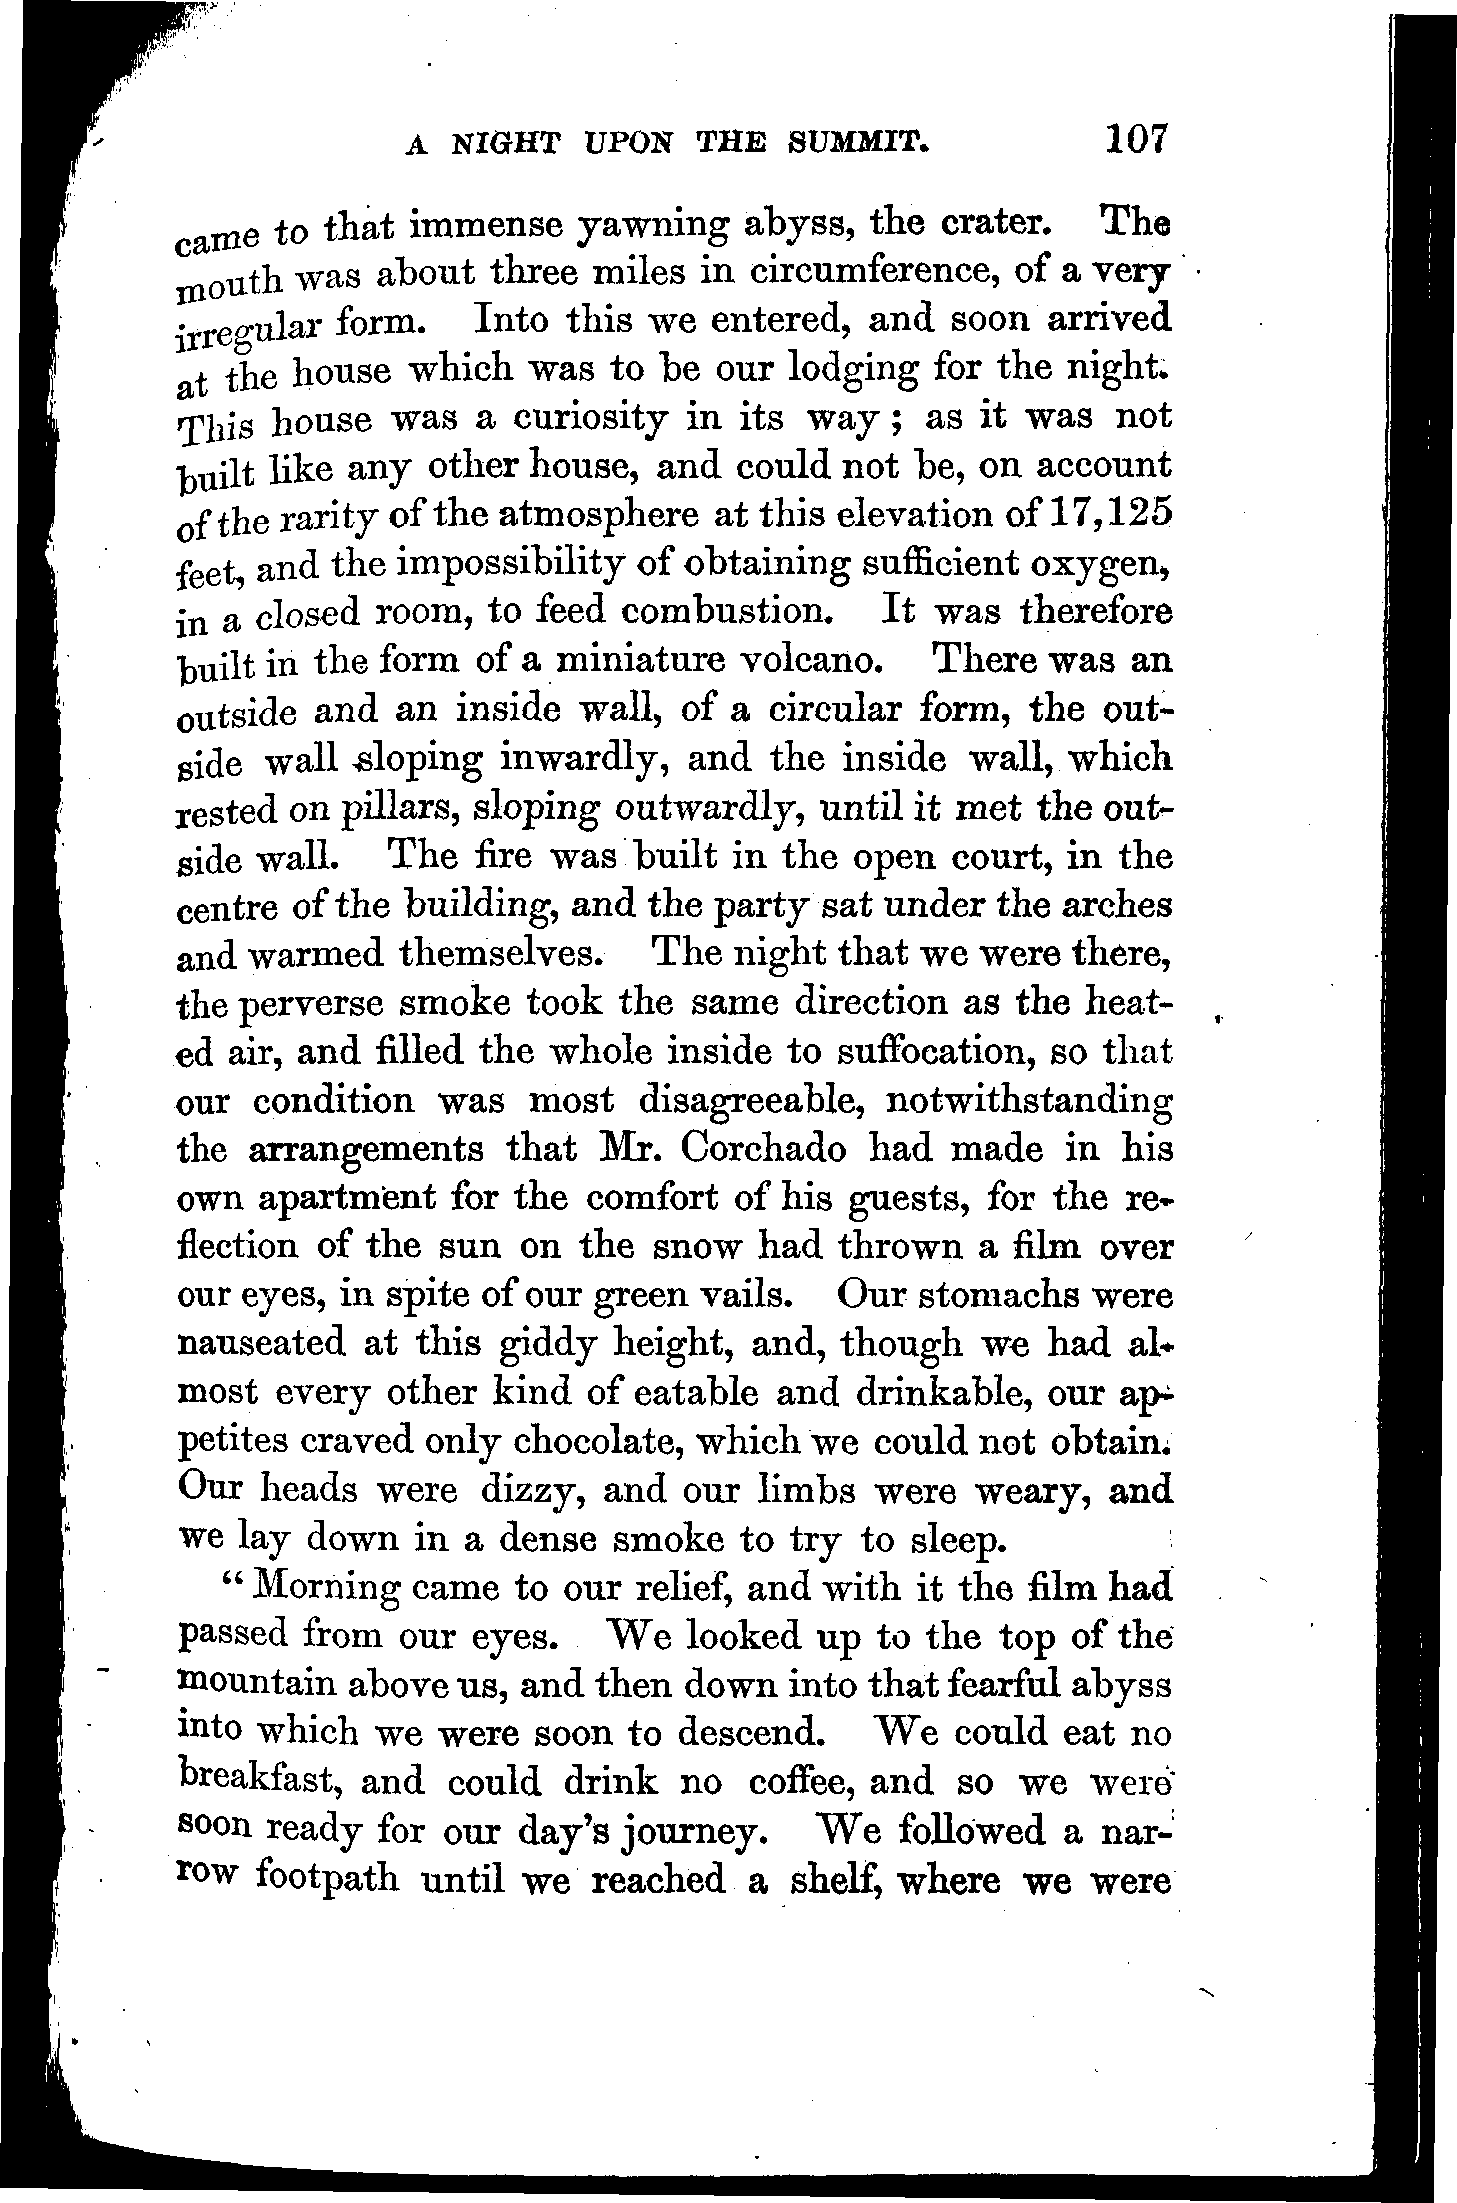 A NIGHT UPON THE SUMMIT. 107
came to that immense yawning abyss, the crater. The
mouth was about three miles in circumference, of a very
irregular form. Into this we entered, and soon arrived
at the house which was to be our lodging for the night.
This house was a curiosity in its way; as it was not
built like any other house, and could not be, on account
of the rarity of the atmosphere at this elevation of 17,125
feet, and the impossibility of obtaining sufficient oxygen,
in a closed room, to feed combustion. It was therefore
built in the form of a miniature volcano. There was an
outside and an inside wall, of a circular form, the out-
side wall sloping inwardly, and the inside wall, which
rested on pillars, sloping outwardly, until it met the out-
side wall. The fire was built in the open court, in the
centre of the building, and the party sat under the arches
and warmed themselves. The night that we were there,
the perverse smoke took the same direction as the heat-
ed air, and filled the whole inside to suffocation, so that
our condition was most disagreeable, notwithstanding
the arrangements that Mr. Corchado had made in his
own apartment for the comfort of his guests, for the re-
flection of the sun on the snow had thrown a film over
our eyes, in spite of our green vails. Our stomachs were
nauseated at this giddy height, and, though we had al-
most every other kind of eatable and drinkable, our ap-
petites craved only chocolate, which we could not obtain.
Our heads were dizzy, and our limbs were weary, and
we lay down in a dense smoke to try to sleep.
“Morning came to our relief, and with it the film had
passed from our eyes. We looked up to the top of the
mountain above us, and then down into that fearful abyss
into which we were soon to descend. We could eat no
breakfast, and could drink no coffee, and so we were
soon ready for our day's journey. We followed a nar-
row footpath until we reached a shelf, where we were